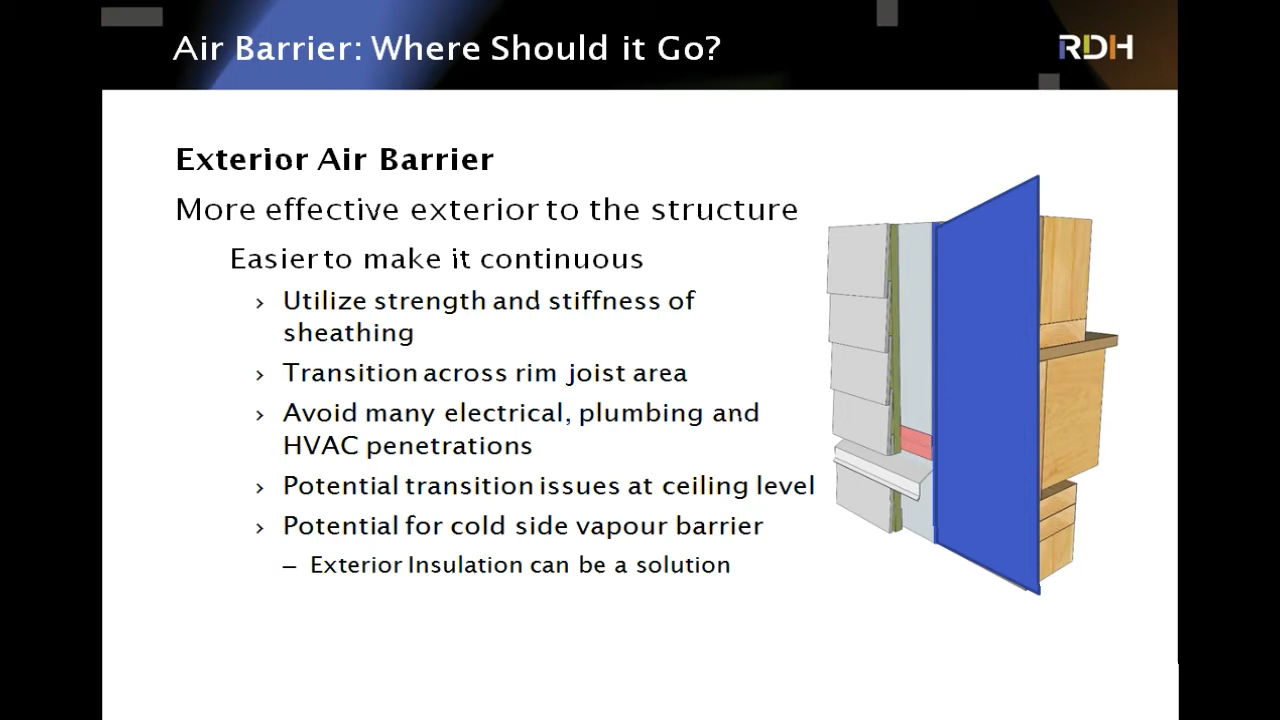 Air Barrier: Where Should it Go?
RDH
Exterior Air Barrier
More effective exterior to the structure
Easier to make it continuous
› Utilize strength and stiffness of
sheathing
› Transition across rim joist area
› Avoid many electrical, plumbing and
HVAC penetrations
› Potential transition issues at ceiling level
› Potential for cold side vapour barrier
– Exterior Insulation can be a solution